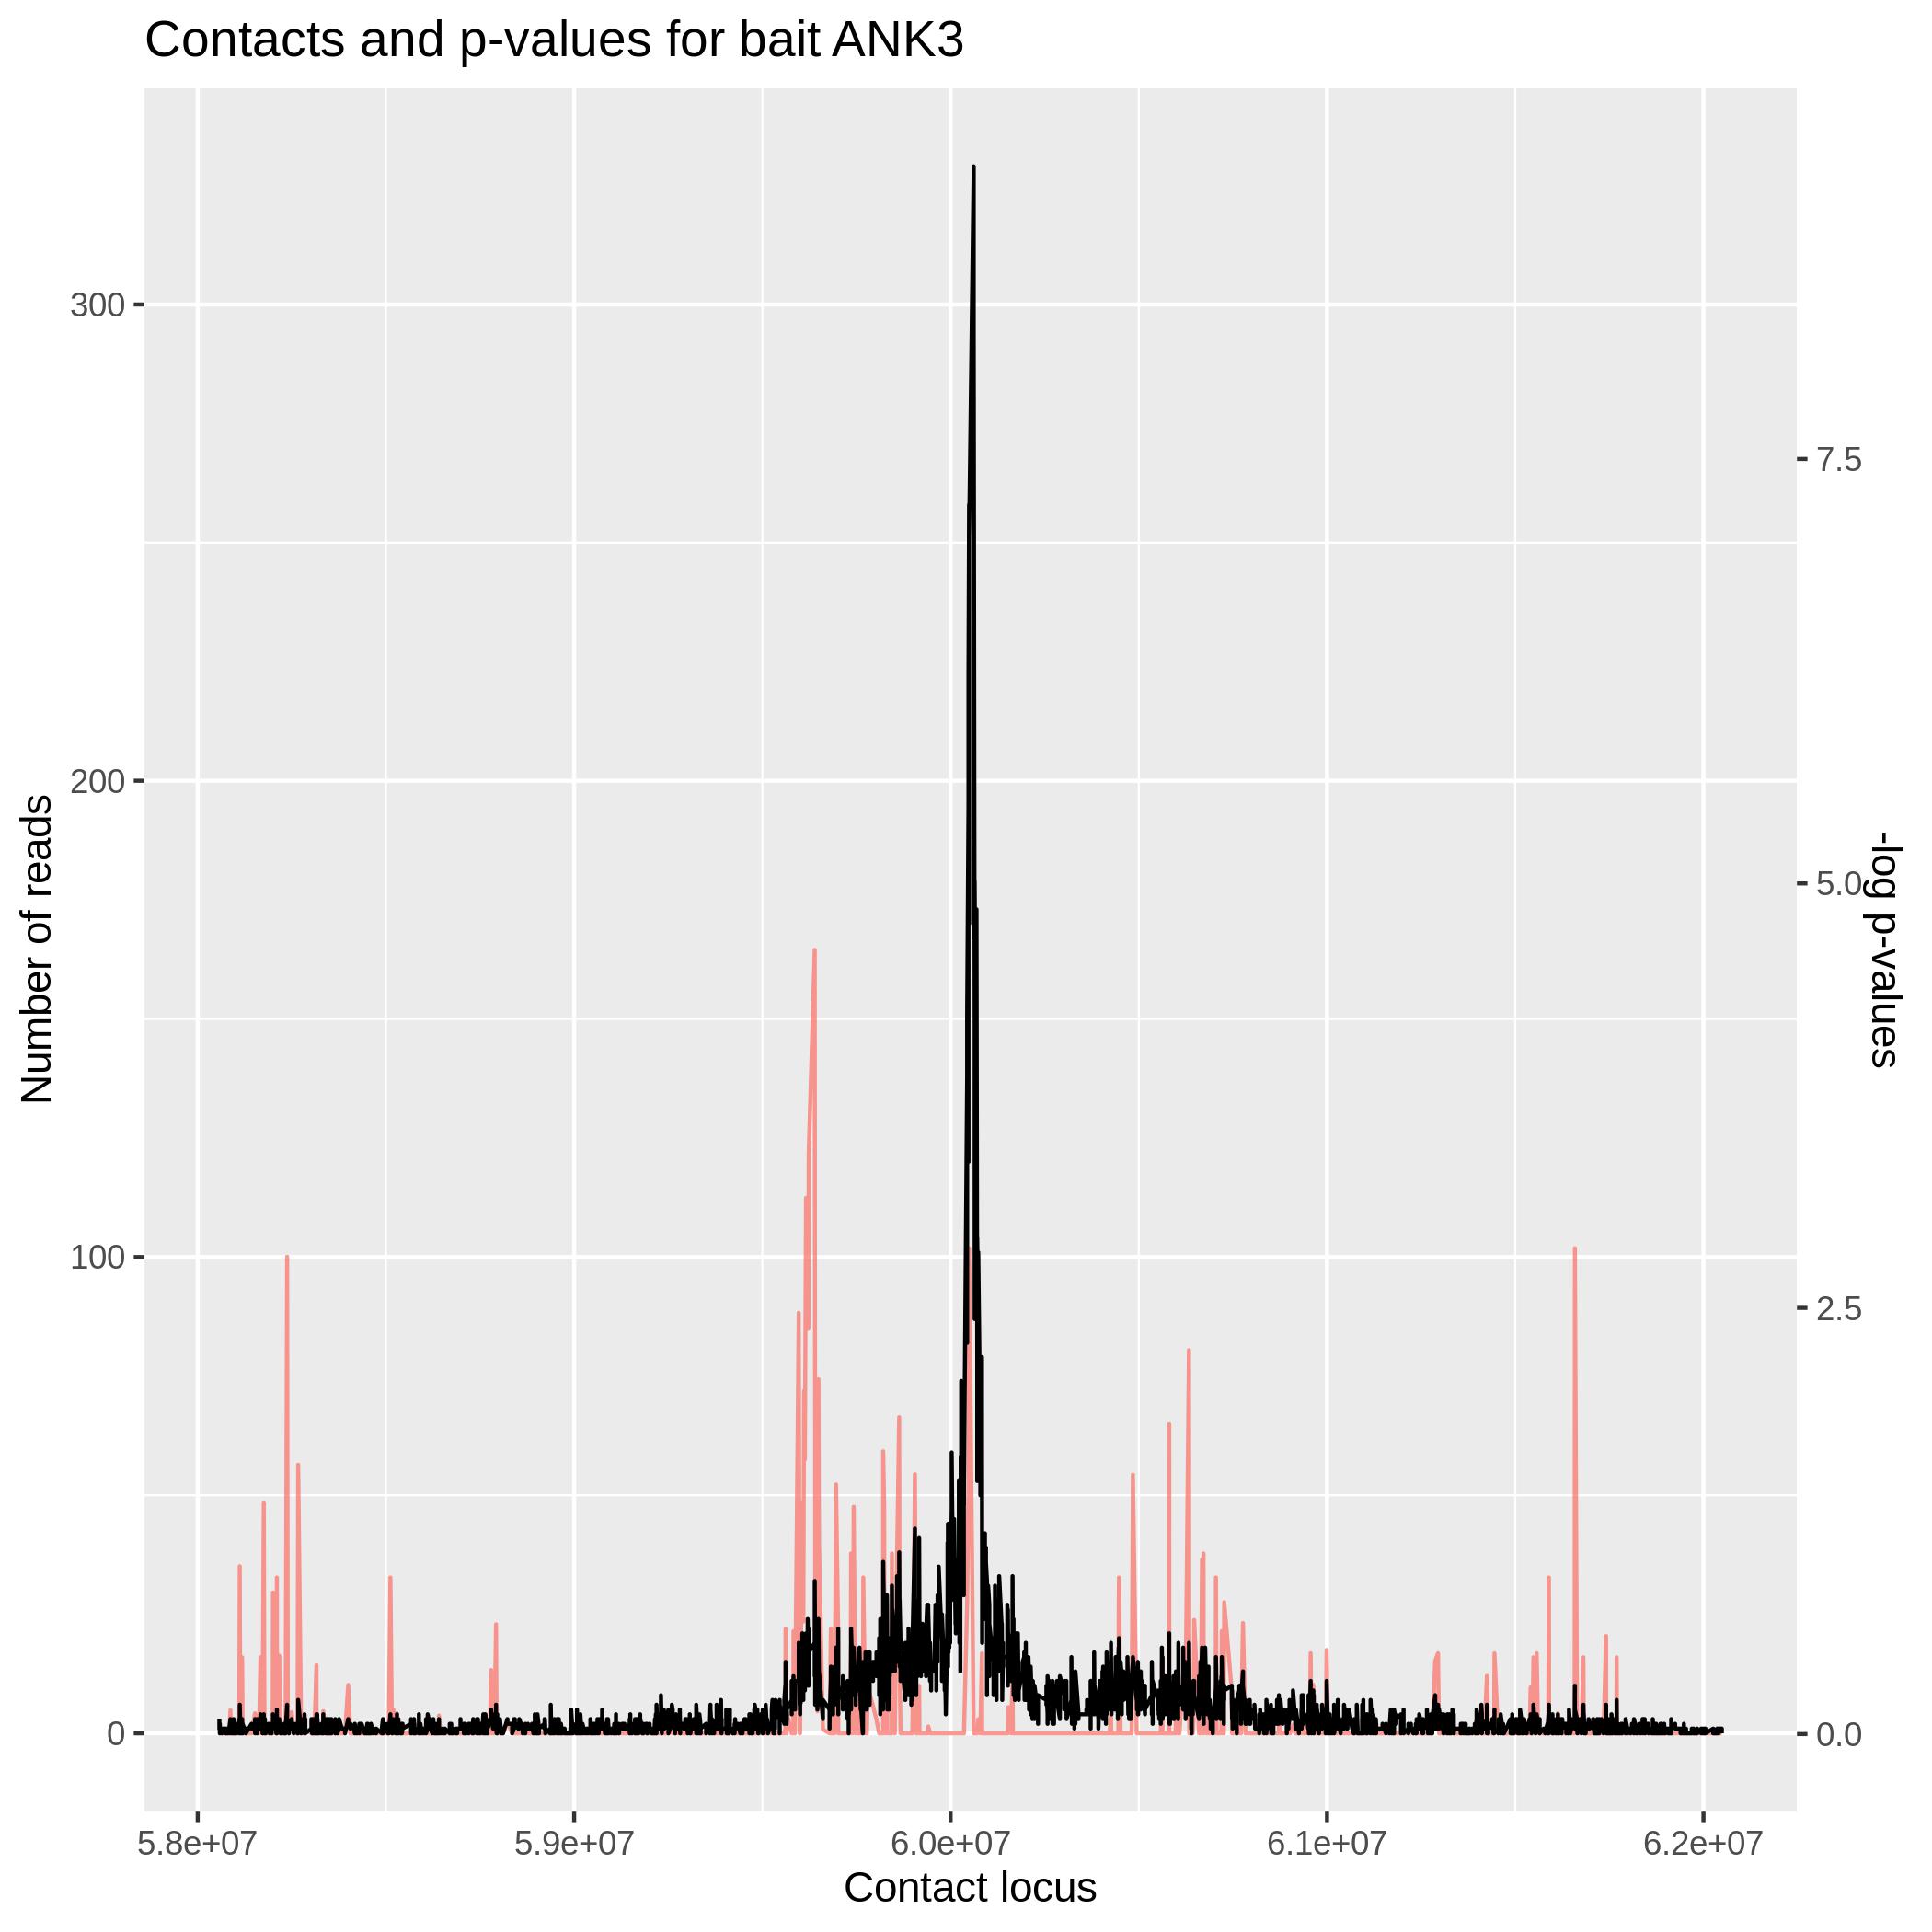 Contacts and p-values for bait ANK3
Number of reads
300
200
100
0
7.5
5.0
2.5
0.0
-log p-values
5.8e+07
5.9e+07
6.0e+07
6.1e+07
6.2e+07
Contact locus